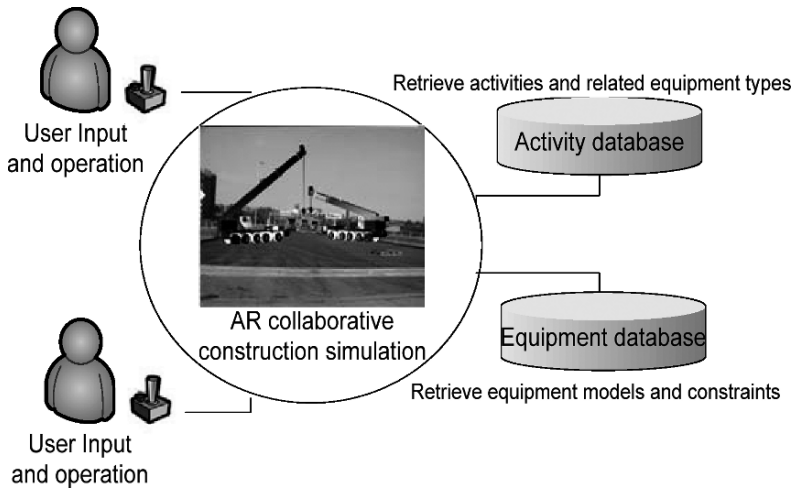 User Input
and operation
Retrieve activities and related equipment types
Activity database
AR collaborative
construction simulation
Equipment database
Retrieve equipment models and constraints
User Input
and operation